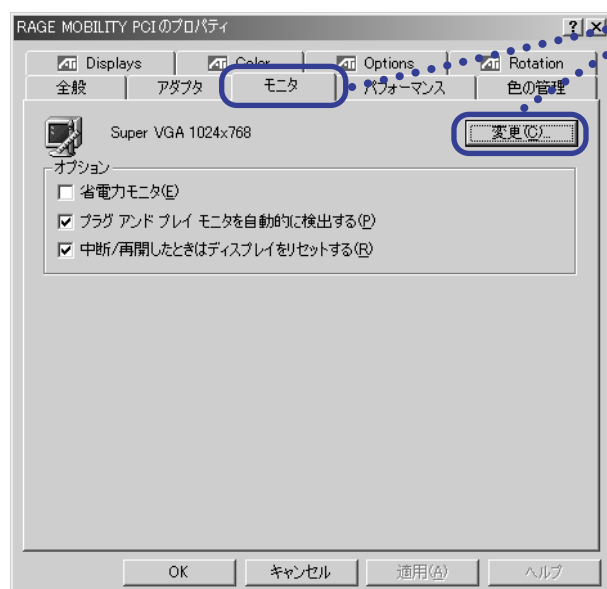 RAGE MOBILITY PCIのプロパティ
ATI Displays ATI Color ATI Options ATI Rotation
全般 アダプタ モニタ パフォーマンス 色の管理
Super VGA 1024x768
変更(C)...
オプション
省電力モニタ(E)
プラグ アンド プレイ モニタを自動的に検出する(P)
中断/再開したときはディスプレイをリセットする(R)
OK キャンセル 適用(A) ヘルプ